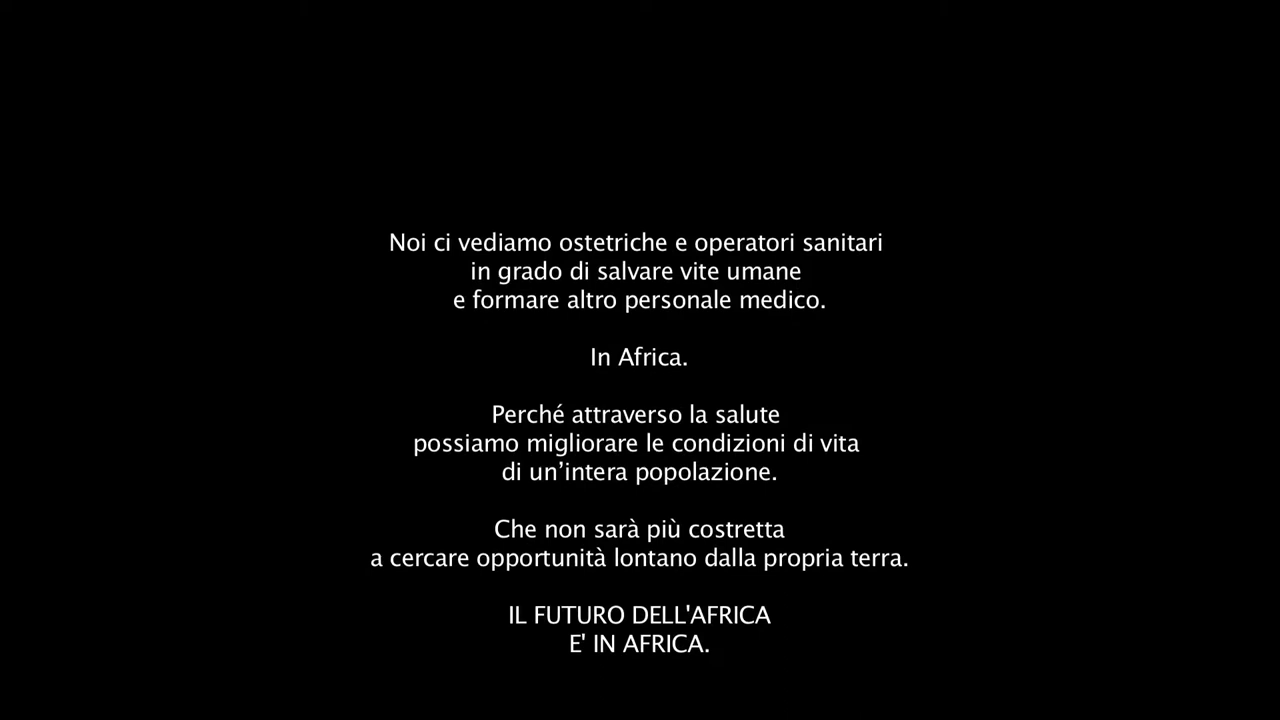 Noi ci vediamo ostetriche e operatori sanitari
in grado di salvare vite umane
e formare altro personale medico.
In Africa.
Perché attraverso la salute
possiamo migliorare le condizioni di vita
di un’intera popolazione.
Che non sarà più costretta
a cercare opportunità lontano dalla propria terra.
IL FUTURO DELL'AFRICA
E' IN AFRICA.